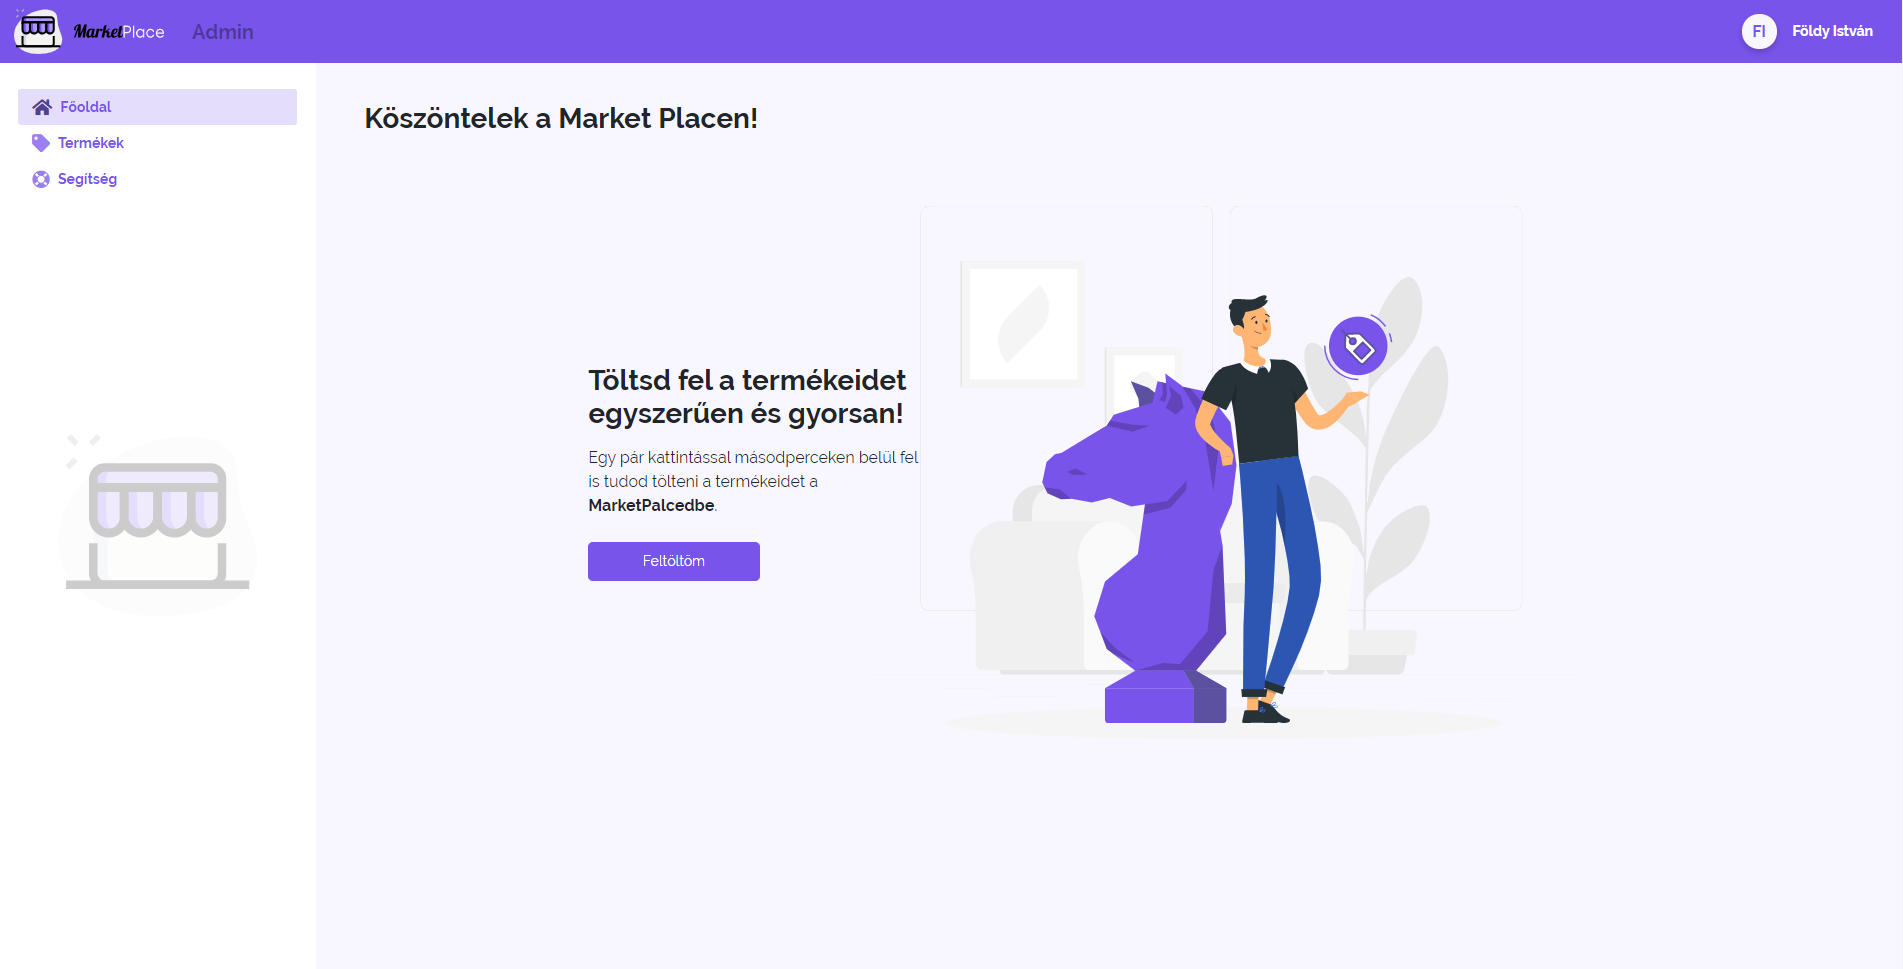 MarketPlace Admin
FI Földy István
Főoldal
Termékek
Segítség
Köszöntelek a Market Placen!
Töltsd fel a termékeidet
egyszerűen és gyorsan!
Egy pár kattintással másodperceken belül fel
is tudod tölteni a termékeidet a
MarketPalcedbe.
Feltöltöm